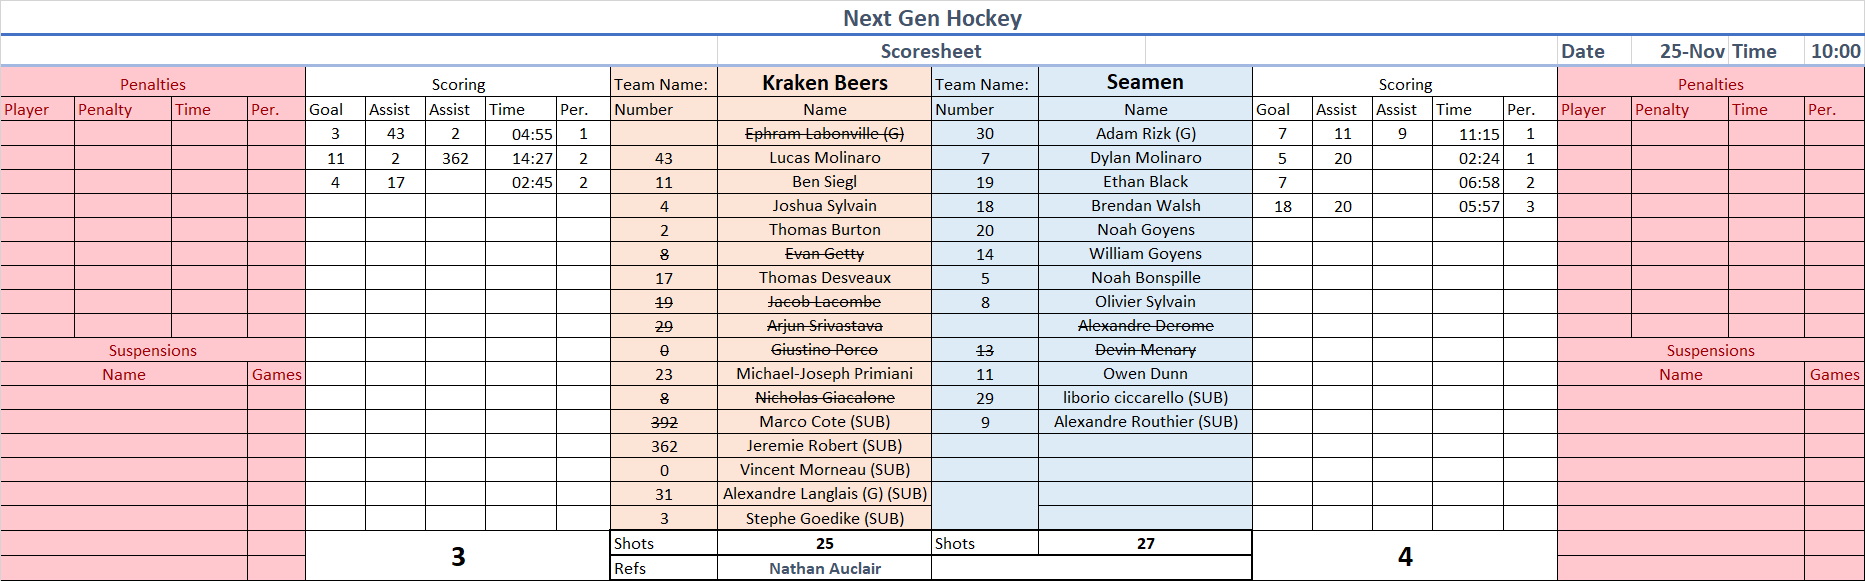 Next Gen Hockey
Scoresheet Date 25-Nov Time 10:00
Penalties Scoring Team Name: Kraken Beers Team Name: Seamen Scoring Penalties
Player Penalty Time Per. Goal Assist Assist Time Per. Number Name Number Name Goal Assist Assist Time Per. Player Penalty Time Per.
3 43 2 04:55 1 Ephram Labonville (G) 30 Adam Rizk (G) 7 11 9 11:15 1
11 2 362 14:27 2 43 Lucas Molinaro 7 Dylan Molinaro 5 20 02:24 1
4 17 02:45 2 11 Ben Siegl 19 Ethan Black 7 06:58 2
4 Joshua Sylvain 18 Brendan Walsh 18 20 05:57 3
2 Thomas Burton 20 Noah Goyens
8 Evan Getty 14 William Goyens
17 Thomas Desveaux 5 Noah Bonspille
19 Jacob Lacombe 8 Olivier Sylvain
29 Arjun Srivastava Alexandre Derome
Suspensions 0 Giustino Porco 13 Devin Menary Suspensions
Name Games 23 Michael-Joseph Primiani 11 Owen Dunn Name Games
8 Nicholas Giacalone 29 liborio ciccarello (SUB)
392 Marco Cote (SUB) 9 Alexandre Routhier (SUB)
362 Jeremie Robert (SUB)
0 Vincent Morneau (SUB)
31 Alexandre Langlais (G) (SUB)
3 Stephe Goedike (SUB)
3 Shots 25 Shots 27 4
Refs Nathan Auclair